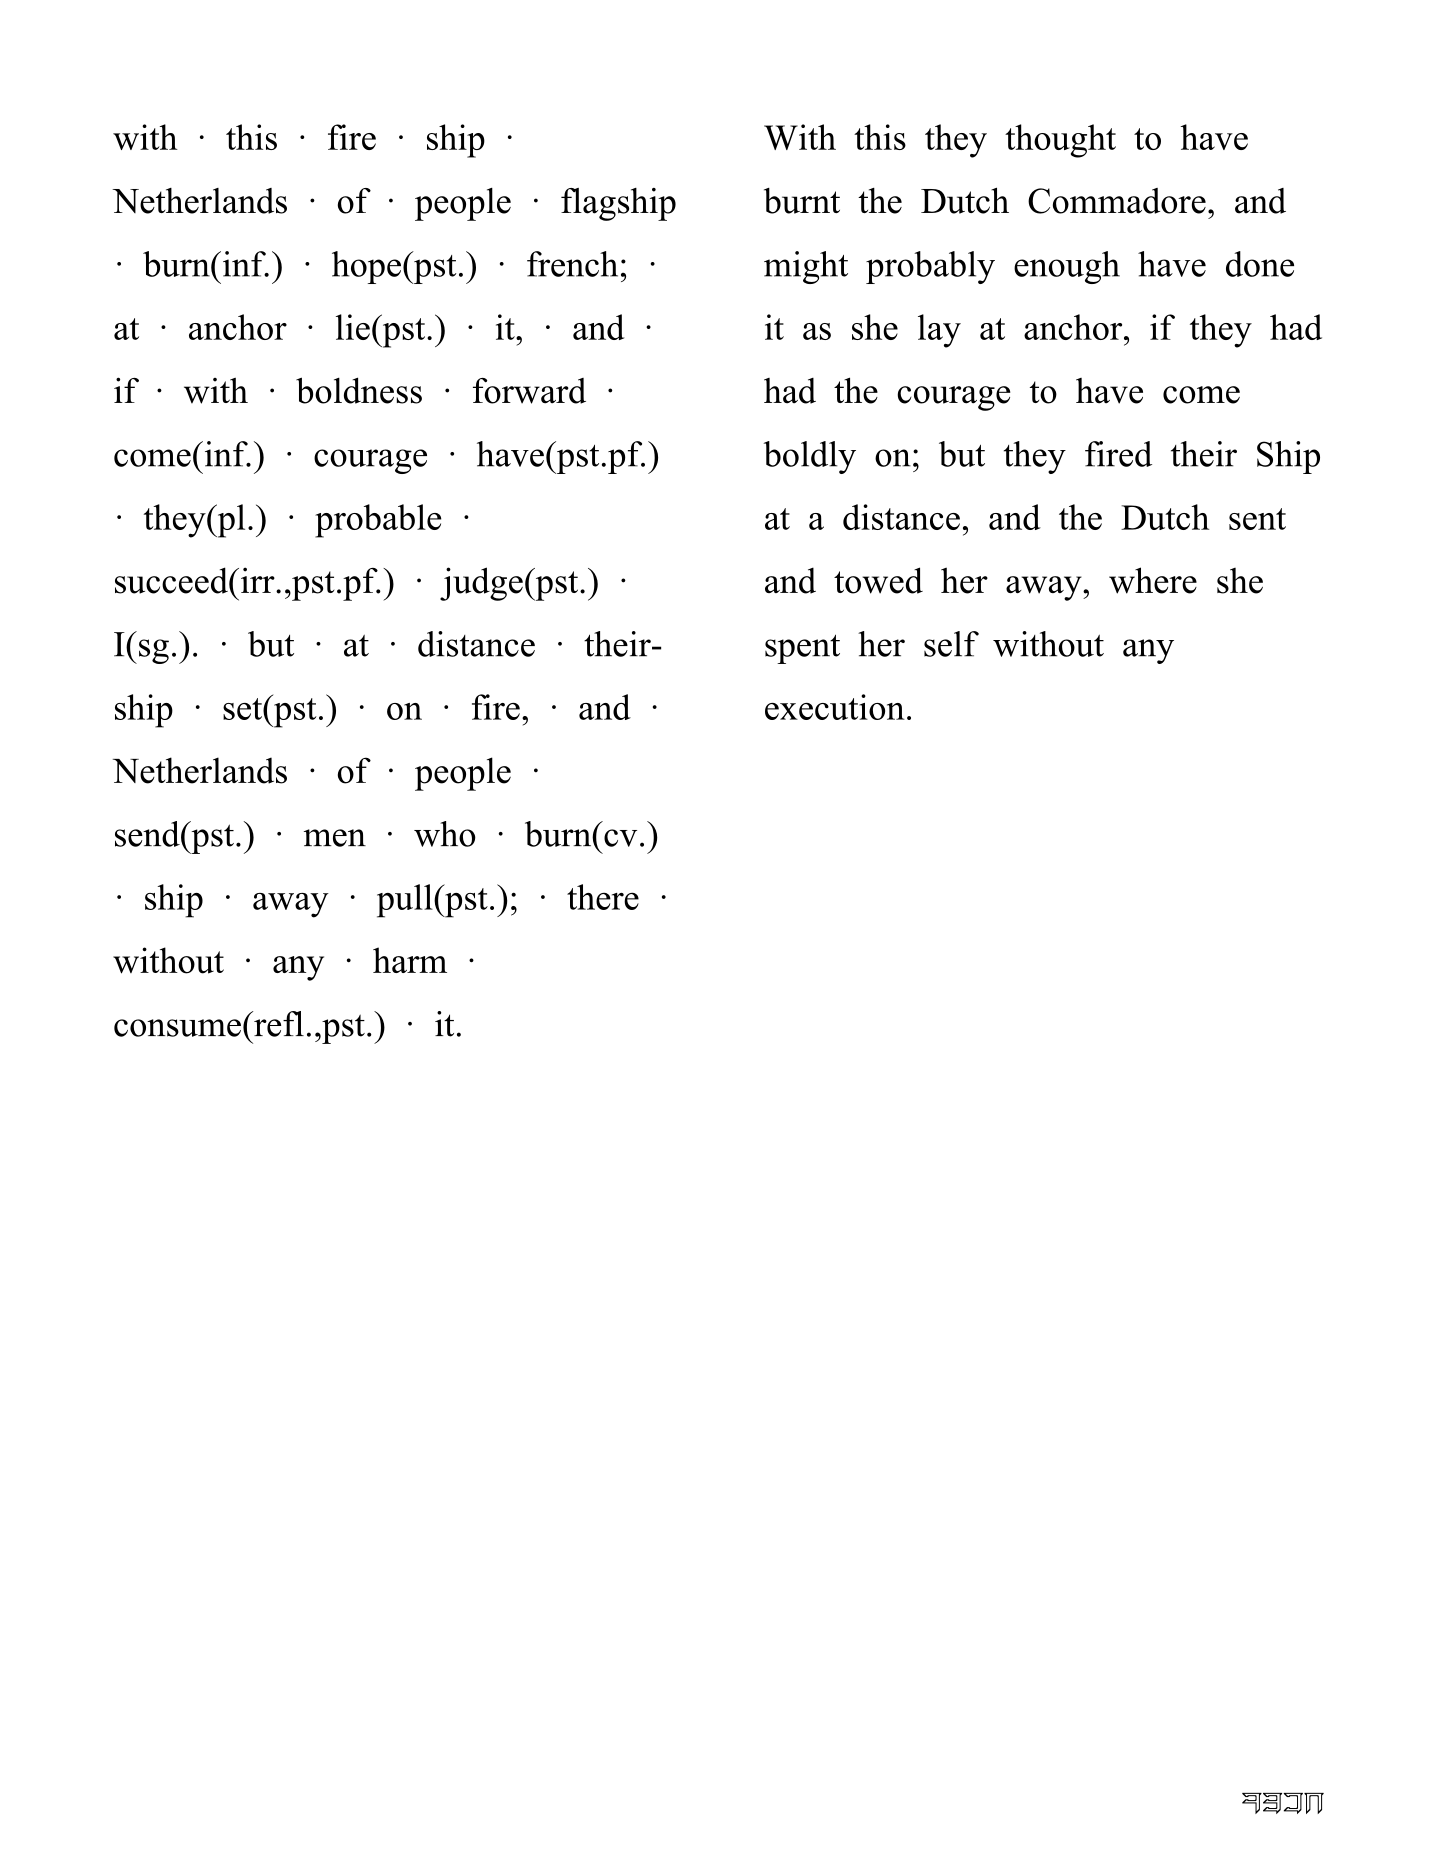 with · this · fire · ship ·
Netherlands · of · people · flagship
· burn(inf.) · hope(pst.) · french; ·
at · anchor · lie(pst.) · it, · and ·
if · with · boldness · forward ·
come(inf.) · courage · have(pst.pf.)
· they(pl.) · probable ·
succeed(irr.,pst.pf.) · judge(pst.) ·
I(sg.). · but · at · distance · their-
ship · set(pst.) · on · fire, · and ·
Netherlands · of · people ·
send(pst.) · men · who · burn(cv.)
· ship · away · pull(pst.); · there ·
without · any · harm ·
consume(refl.,pst.) · it.
With this they thought to have
burnt the Dutch Commadore, and
might probably enough have done
it as she lay at anchor, if they had
had the courage to have come
boldly on; but they fired their Ship
at a distance, and the Dutch sent
and towed her away, where she
spent her self without any
execution.